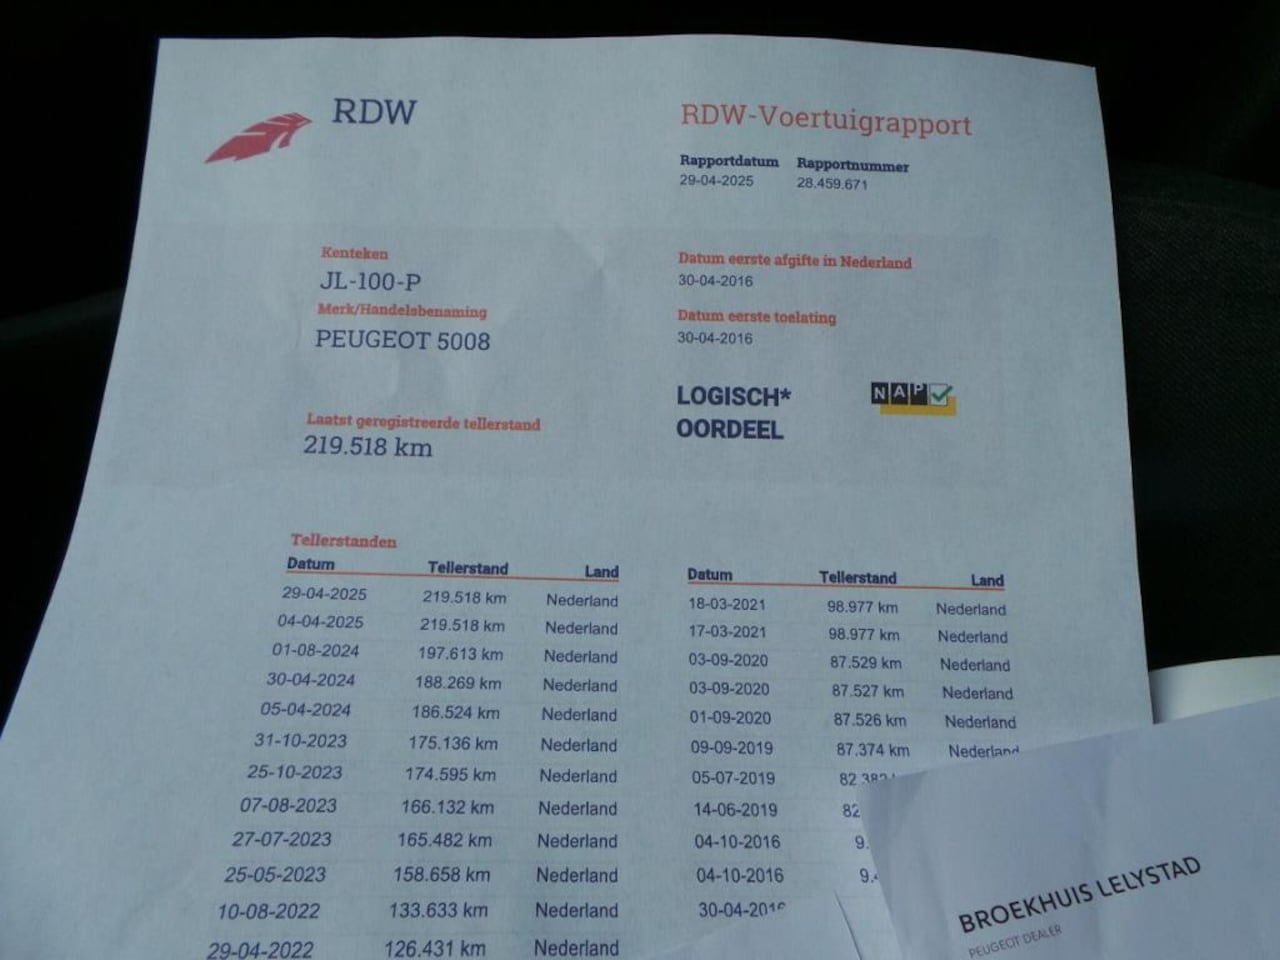 RDW
RDW-Voertuigrapport
Rapportdatum Rapportnummer
29-04-2025 28.459.671
Kenteken
JL-100-P
Merk/Handelsbenaming
PEUGEOT 5008
Laatst geregistreerde tellerstand
219.518 km
Datum eerste afgifte in Nederland
30-04-2016
Datum eerste toelating
30-04-2016
LOGISCH*
OORDEEL
NAP
Tellerstanden
Datum Tellerstand Land
29-04-2025 219.518 km Nederland
04-04-2025 219.518 km Nederland
01-08-2024 197.613 km Nederland
30-04-2024 188.269 km Nederland
05-04-2024 186.524 km Nederland
31-10-2023 175.136 km Nederland
25-10-2023 174.595 km Nederland
07-08-2023 166.132 km Nederland
27-07-2023 165.482 km Nederland
25-05-2023 158.658 km Nederland
10-08-2022 133.633 km Nederland
29-04-2022 126.431 km Nederland
Datum Tellerstand Land
18-03-2021 98.977 km Nederland
17-03-2021 98.977 km Nederland
03-09-2020 87.529 km Nederland
03-09-2020 87.527 km Nederland
01-09-2020 87.526 km Nederland
09-09-2019 87.374 km Nederland
05-07-2019 82.382
14-06-2019 82
04-10-2016 9.
04-10-2016 9.
30-04-2016
BROEKHUIS LELYSTAD
PEUGEOT DEALER